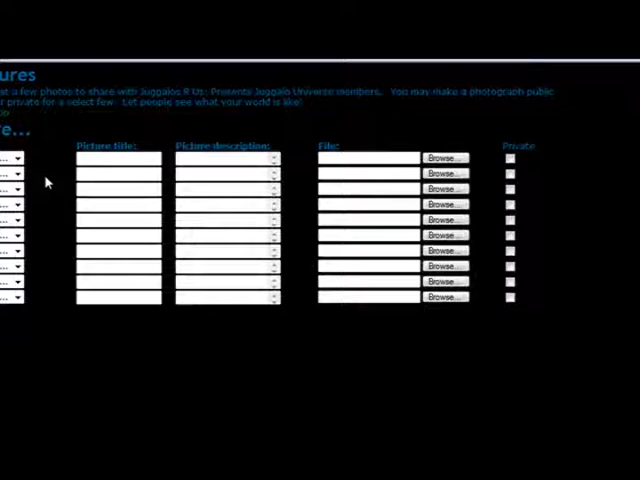 ures
st a few photos to share with Juggalos R Us: Presents Juggalo Universe members. You may make a photograph public
r private for a select few. Let people see what your world is like!
e...
Picture title: Picture description: File: Private
... Browse...
... Browse...
... Browse...
... Browse...
... Browse...
... Browse...
... Browse...
... Browse...
... Browse...
... Browse...